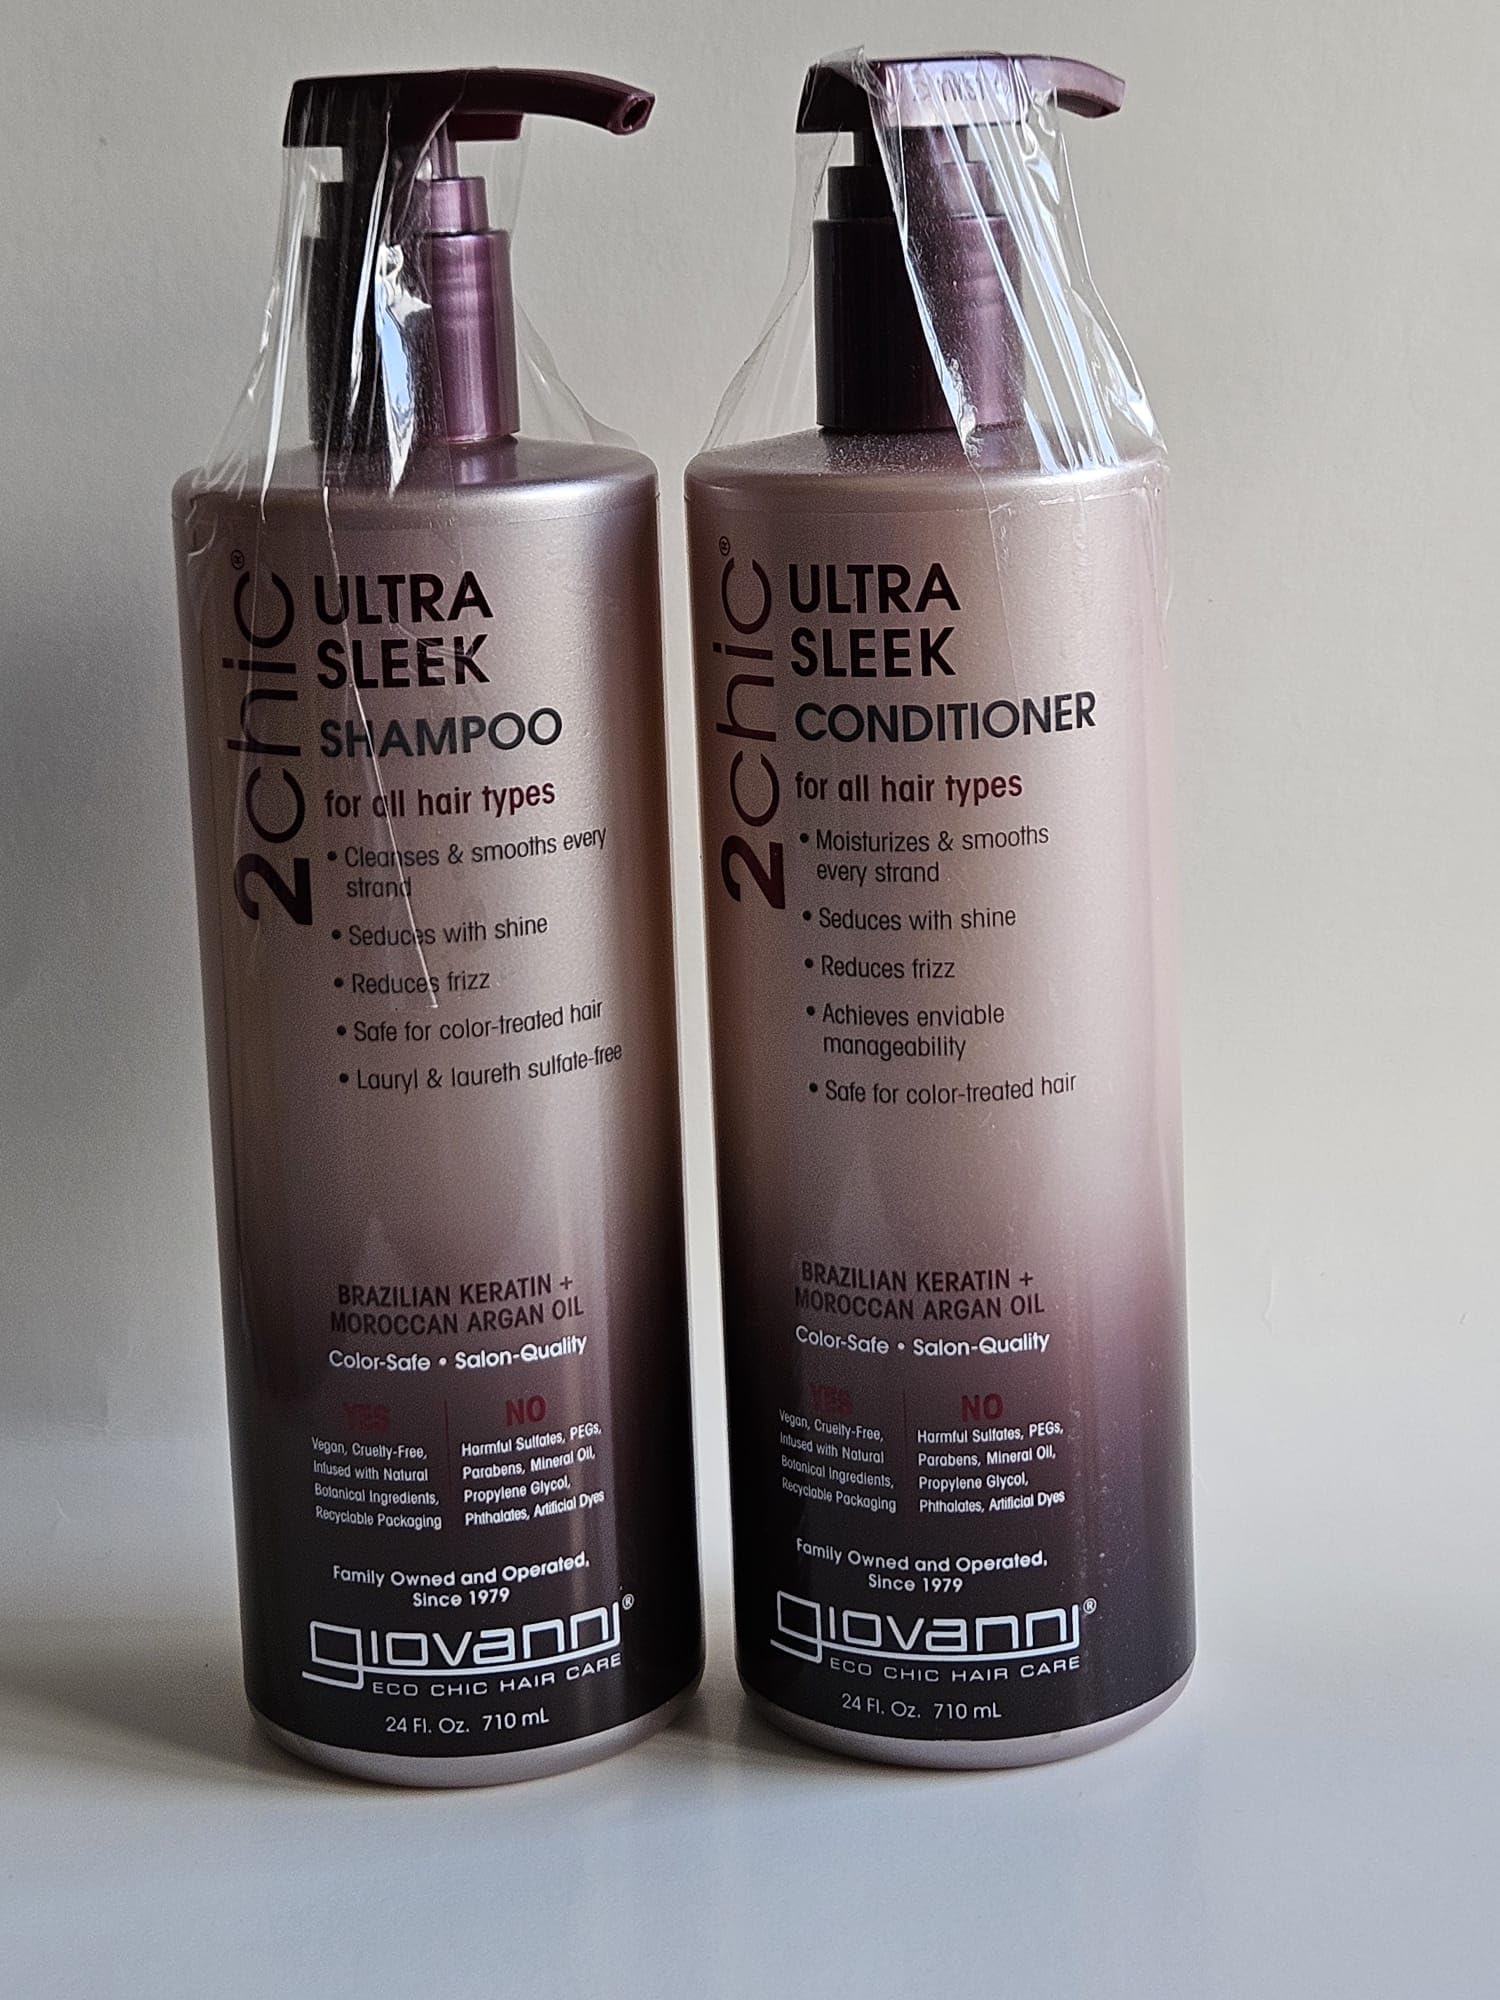 2chic®
ULTRA
SLEEK
SHAMPOO
for all hair types
• Cleanses & smooths every
strand
• Seduces with shine
• Reduces frizz
• Safe for color-treated hair
• Lauryl & laureth sulfate-free
BRAZILIAN KERATIN +
MOROCCAN ARGAN OIL
Color-Safe • Salon-Quality
YES
Vegan, Cruelty-Free,
Infused with Natural
Botanical Ingredients,
Recyclable Packaging
NO
Harmful Sulfates, PEGs,
Parabens, Mineral Oil,
Propylene Glycol,
Phthalates, Artificial Dyes
Family Owned and Operated,
Since 1979
giovanni®
ECO CHIC HAIR CARE
24 Fl. Oz. 710 mL
2chic®
ULTRA
SLEEK
CONDITIONER
for all hair types
• Moisturizes & smooths
every strand
• Seduces with shine
• Reduces frizz
• Achieves enviable
manageability
• Safe for color-treated hair
BRAZILIAN KERATIN +
MOROCCAN ARGAN OIL
Color-Safe • Salon-Quality
YES
Vegan, Cruelty-Free,
Infused with Natural
Botanical Ingredients,
Recyclable Packaging
NO
Harmful Sulfates, PEGs,
Parabens, Mineral Oil,
Propylene Glycol,
Phthalates, Artificial Dyes
Family Owned and Operated,
Since 1979
giovanni®
ECO CHIC HAIR CARE
24 Fl. Oz. 710 mL